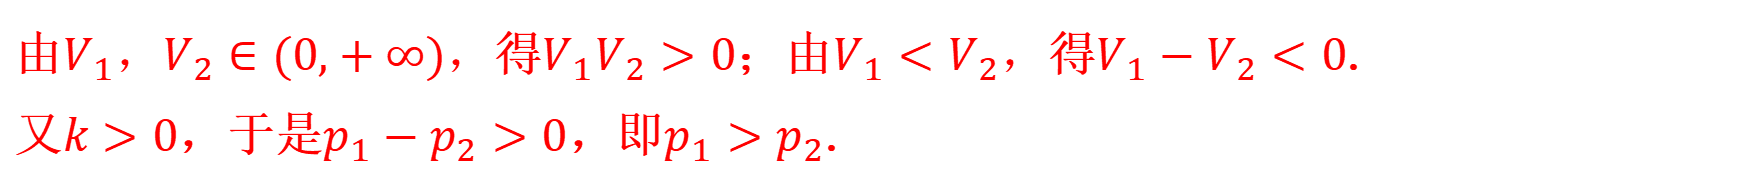 由V₁，V₂∈(0,+∞)，得V₁V₂>0；由V₁<V₂，得V₁−V₂<0.
又k>0，于是p₁−p₂>0，即p₁>p₂.